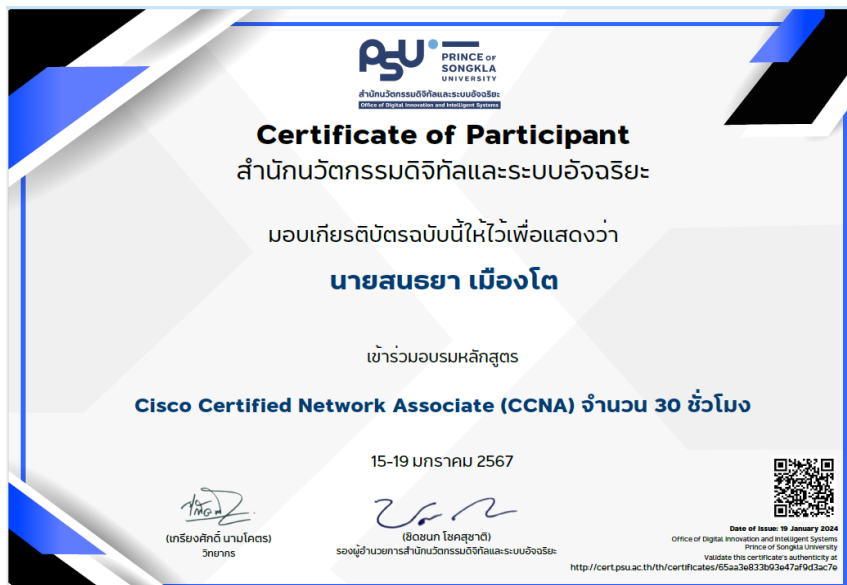 PSU
PRINCE OF
SONGKLA
UNIVERSITY
สำนักนวัตกรรมดิจิทัลและระบบอัจฉริยะ
Office of Digital Innovation and Intelligent Systems
Certificate of Participant
สำนักนวัตกรรมดิจิทัลและระบบอัจฉริยะ
มอบเกียรติบัตรฉบับนี้ให้ไว้เพื่อแสดงว่า
นายสนธยา เมืองโต
เข้าร่วมอบรมหลักสูตร
Cisco Certified Network Associate (CCNA) จำนวน 30 ชั่วโมง
15-19 มกราคม 2567
(เกรียงศักดิ์ นามโคตร)
วิทยากร
(ชิดชนก โชคสุชาติ)
รองผู้อำนวยการสำนักนวัตกรรมดิจิทัลและระบบอัจฉริยะ
Date of Issue: 19 January 2024
Office of Digital Innovation and Intelligent Systems
Prince of Songkla University
Validate this certificate's authenticity at
http://cert.psu.ac.th/th/certificates/65aa3e833b93e47af9d3ac7e